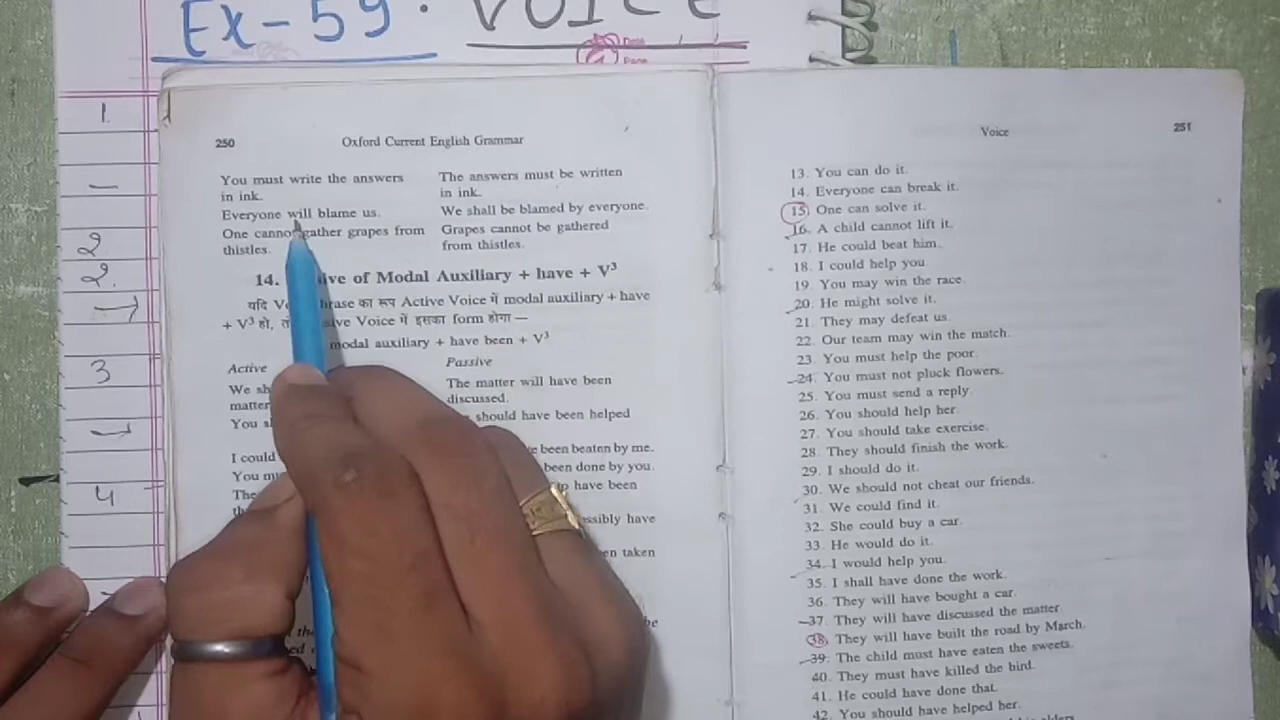 Ex-59. VOICE
Date
Page
1
1
2
2
1
3
1
4
250 Oxford Current English Grammar
You must write the answers The answers must be written
in ink. in ink.
Everyone will blame us. We shall be blamed by everyone.
One cannot gather grapes from Grapes cannot be gathered
thistles. from thistles.
14. of Modal Auxiliary + have + V³
यदि का रूप Active Voice में modal auxiliary + have
+ V³ हो, Voice में इसका form होगा —
modal auxiliary + have been + V³
Active Passive
We The matter will have been
matter discussed.
You should have been helped
I could been beaten by me.
You been done by you.
The have been
have
taken
Voice 251
13. You can do it.
14. Everyone can break it.
15. One can solve it.
16. A child cannot lift it.
17. He could beat him.
18. I could help you.
19. You may win the race.
20. He might solve it.
21. They may defeat us.
22. Our team may win the match.
23. You must help the poor.
24. You must not pluck flowers.
25. You must send a reply.
26. You should help her.
27. You should take exercise.
28. They should finish the work.
29. I should do it.
30. We should not cheat our friends.
31. We could find it.
32. She could buy a car.
33. He would do it.
34. I would help you.
35. I shall have done the work.
36. They will have bought a car.
37. They will have discussed the matter.
38. They will have built the road by March.
39. The child must have eaten the sweets.
40. They must have killed the bird.
41. He could have done that.
42. You should have helped her.